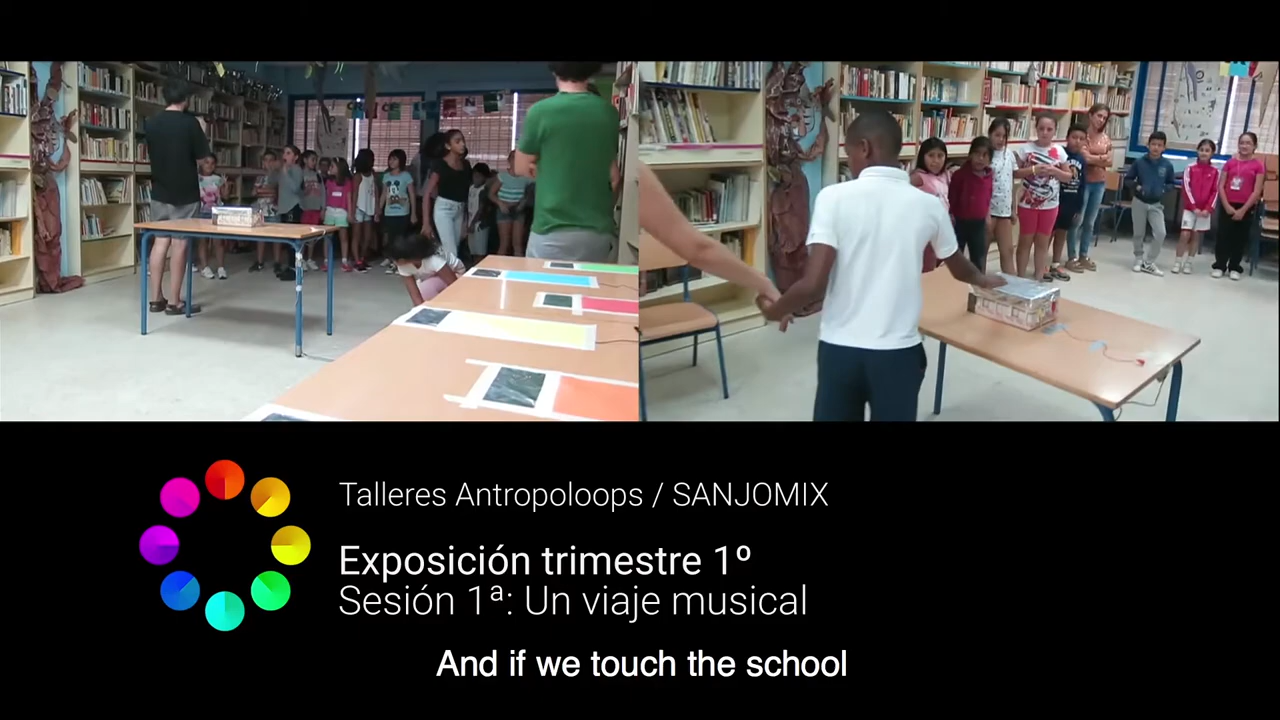 Talleres Antropoloops / SANJOMIX
Exposición trimestre 1º
Sesión 1ª: Un viaje musical
And if we touch the school